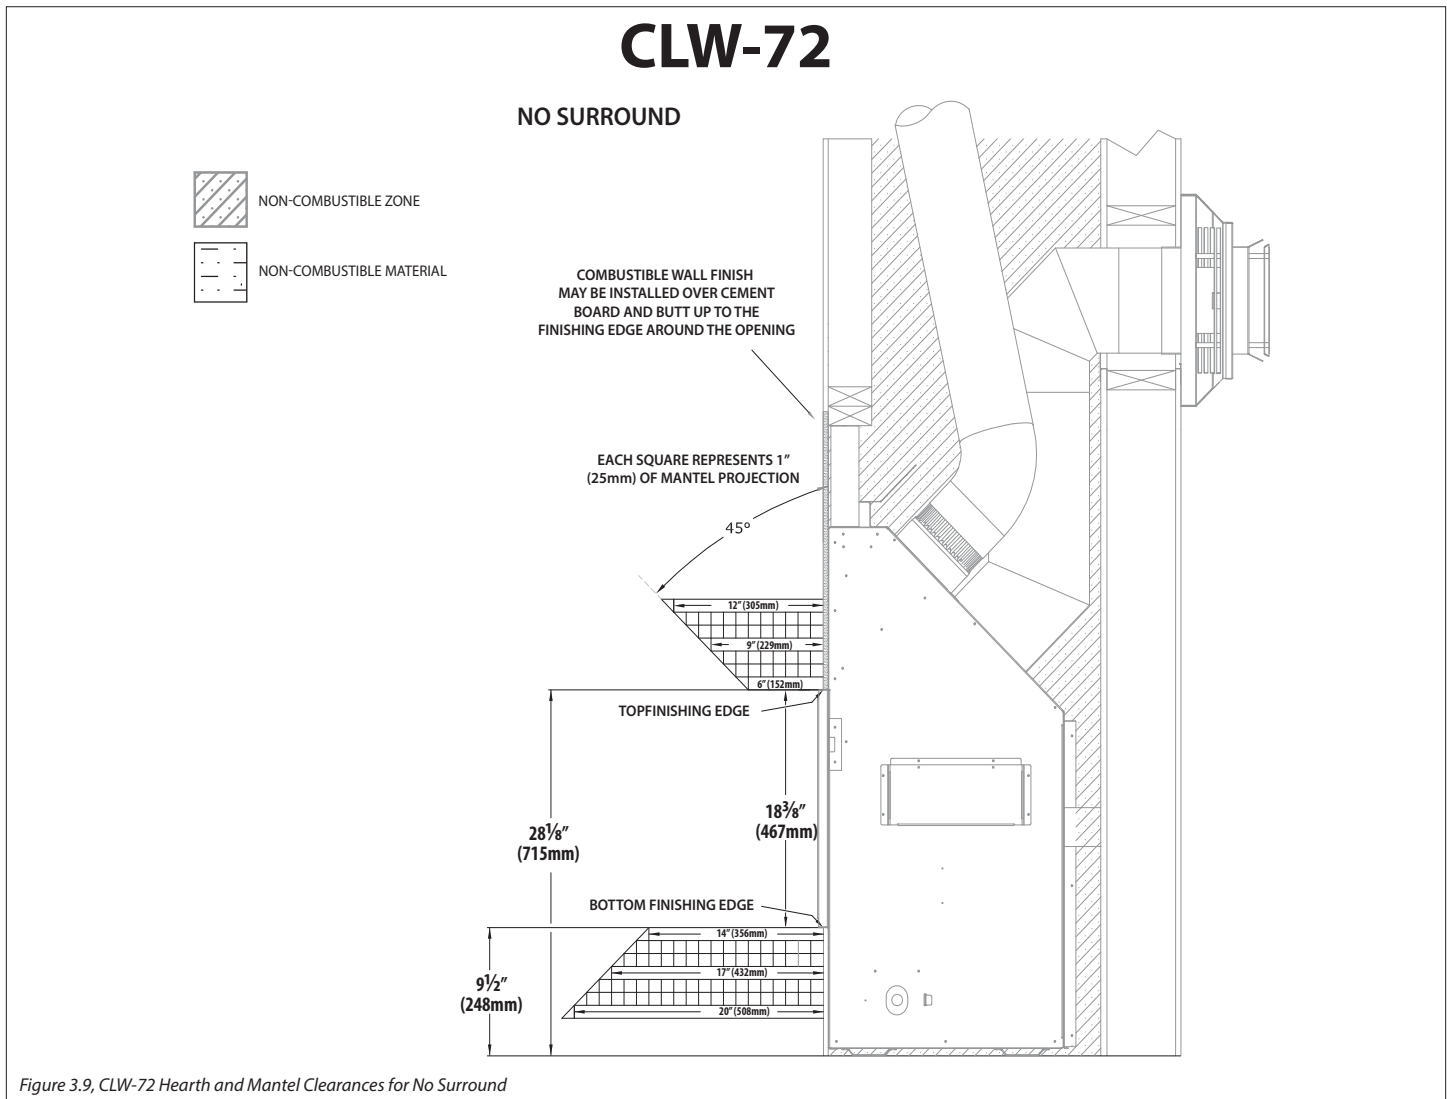 CLW-72
NO SURROUND
NON-COMBUSTIBLE ZONE
NON-COMBUSTIBLE MATERIAL
COMBUSTIBLE WALL FINISH
MAY BE INSTALLED OVER CEMENT
BOARD AND BUTT UP TO THE
FINISHING EDGE AROUND THE OPENING
EACH SQUARE REPRESENTS 1”
(25mm) OF MANTEL PROJECTION
45º
12” (305mm)
9” (229mm)
6” (152mm)
TOPFINISHING EDGE
18⅜”
(467mm)
28⅛”
(715mm)
BOTTOM FINISHING EDGE
14” (356mm)
17” (432mm)
20” (508mm)
9½”
(248mm)
Figure 3.9, CLW-72 Hearth and Mantel Clearances for No Surround